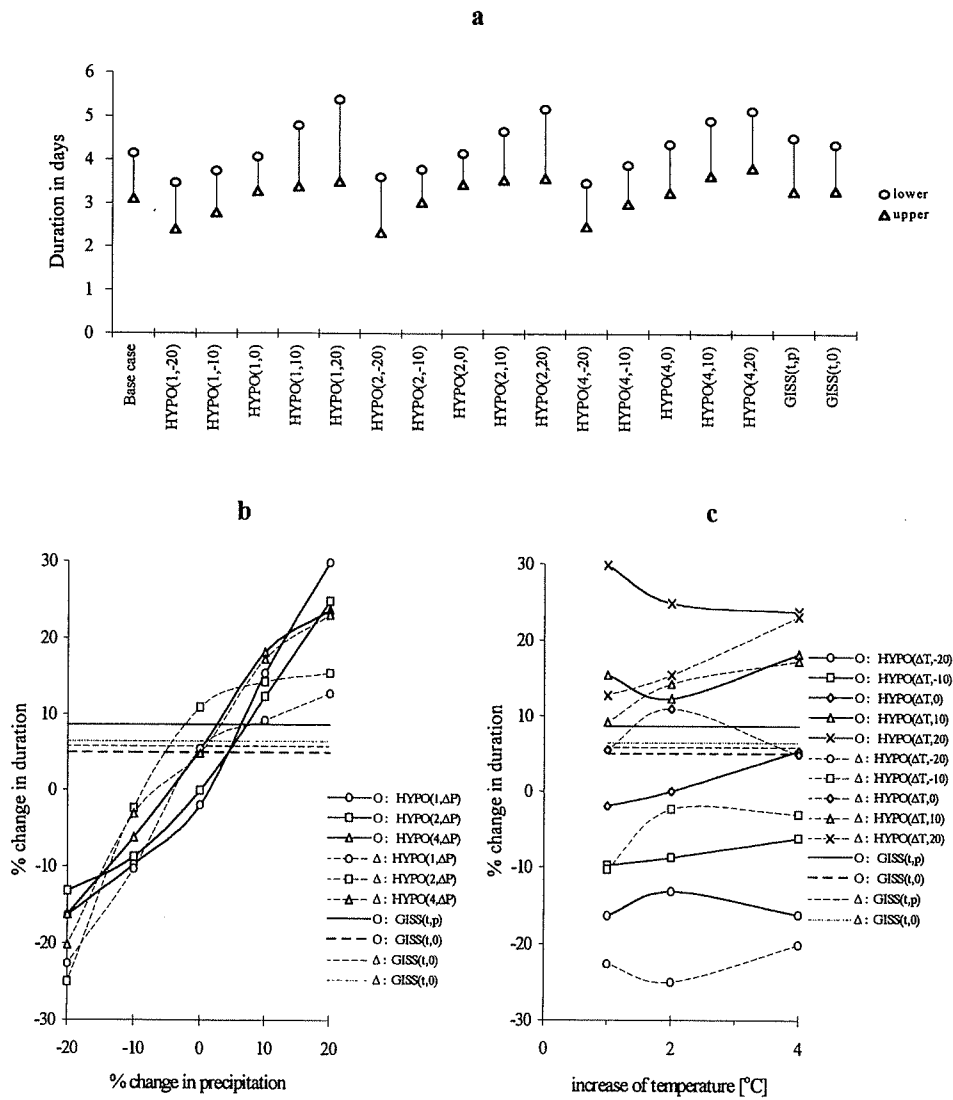 a
6
5
4
3
2
1
0
Duration in days
lower
upper
Base case
HYPO(1,-20)
HYPO(1,-10)
HYPO(1,0)
HYPO(1,10)
HYPO(1,20)
HYPO(2,-20)
HYPO(2,-10)
HYPO(2,0)
HYPO(2,10)
HYPO(2,20)
HYPO(4,-20)
HYPO(4,-10)
HYPO(4,0)
HYPO(4,10)
HYPO(4,20)
GISS(t,p)
GISS(t,0)
b
30
20
10
0
-10
-20
-30
% change in duration
-20
-10
0
10
20
% change in precipitation
O: HYPO(1,ΔP)
O: HYPO(2,ΔP)
O: HYPO(4,ΔP)
Δ: HYPO(1,ΔP)
Δ: HYPO(2,ΔP)
Δ: HYPO(4,ΔP)
O: GISS(t,p)
O: GISS(t,0)
Δ: GISS(t,0)
Δ: GISS(t,0)
c
30
20
10
0
-10
-20
-30
% change in duration
0
2
4
increase of temperature [°C]
O: HYPO(ΔT,-20)
O: HYPO(ΔT,-10)
O: HYPO(ΔT,0)
O: HYPO(ΔT,10)
O: HYPO(ΔT,20)
Δ: HYPO(ΔT,-20)
Δ: HYPO(ΔT,-10)
Δ: HYPO(ΔT,0)
Δ: HYPO(ΔT,10)
Δ: HYPO(ΔT,20)
O: GISS(t,p)
O: GISS(t,0)
Δ: GISS(t,p)
Δ: GISS(t,0)